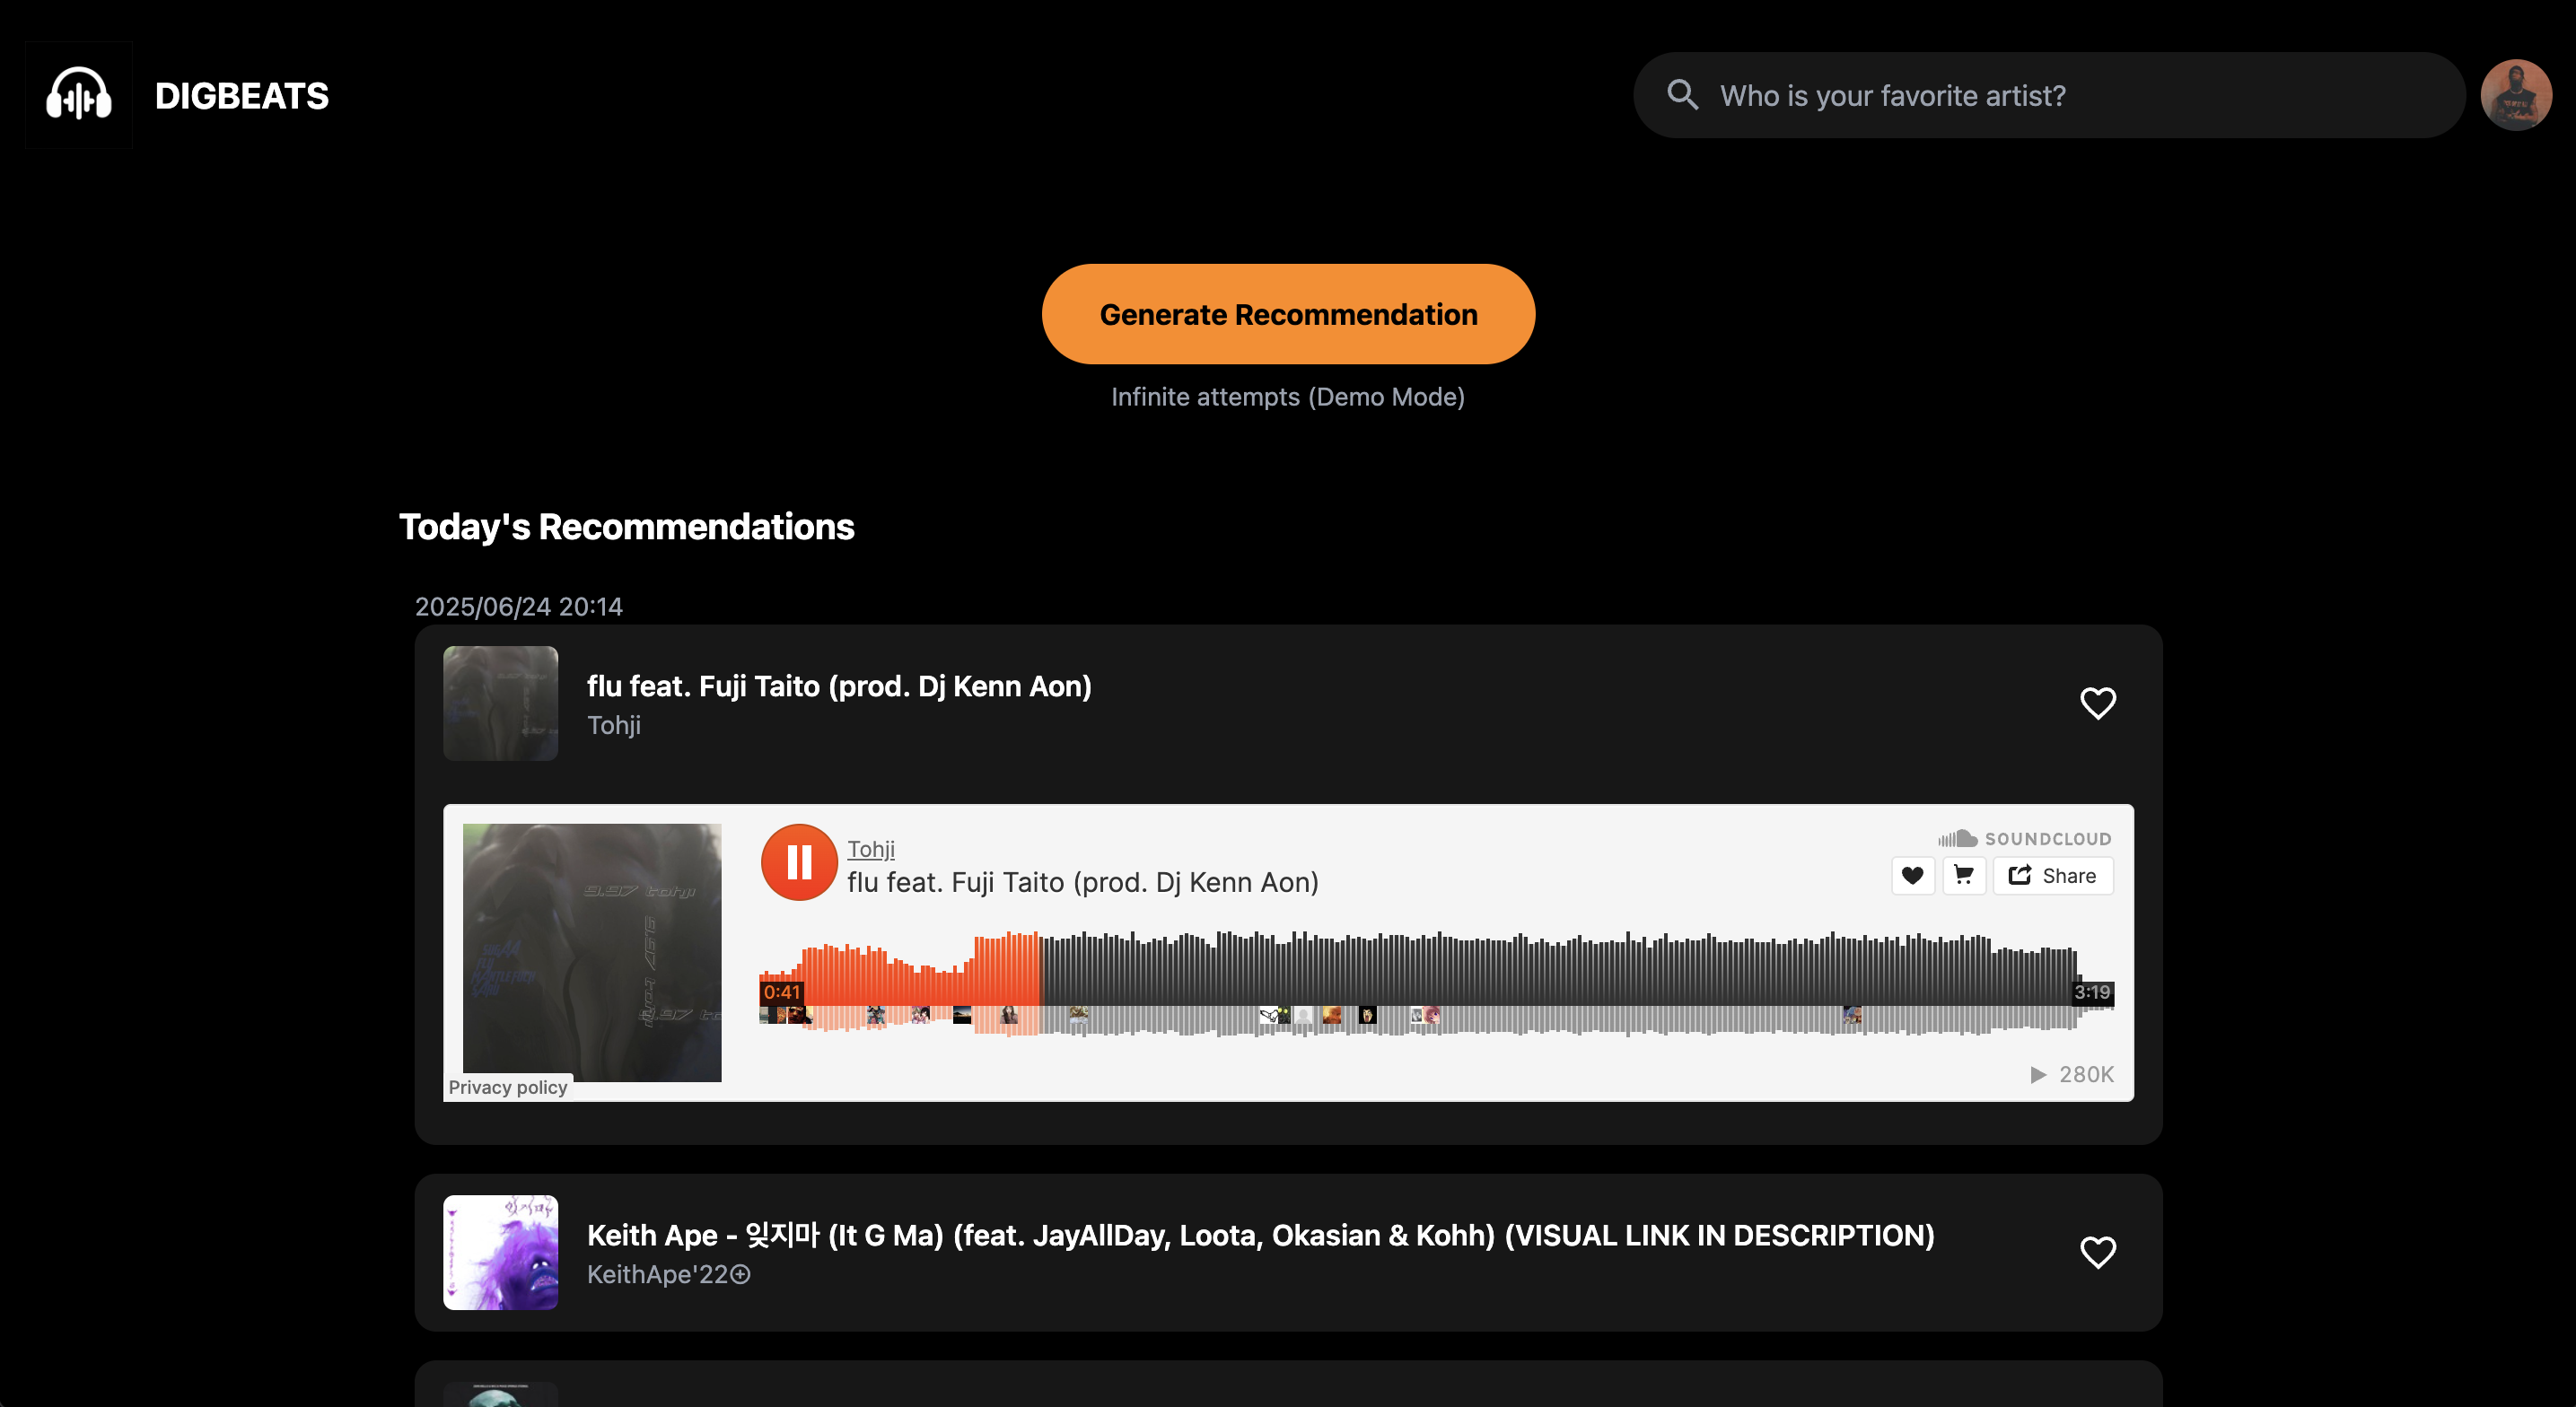 DIGBEATS
Who is your favorite artist?
Generate Recommendation
Infinite attempts (Demo Mode)
Today's Recommendations
2025/06/24 20:14
flu feat. Fuji Taito (prod. Dj Kenn Aon)
Tohji
9.97 tohji
Tohji
flu feat. Fuji Taito (prod. Dj Kenn Aon)
SOUNDCLOUD
Share
0:41
3:19
280K
Privacy policy
Keith Ape - 잊지마 (It G Ma) (feat. JayAllDay, Loota, Okasian & Kohh) (VISUAL LINK IN DESCRIPTION)
KeithApe'22⊕